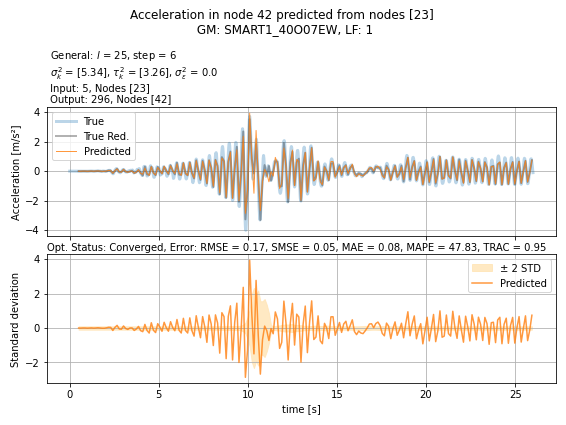 Acceleration in node 42 predicted from nodes [23]
GM: SMART1_40O07EW, LF: 1
General: l = 25, step = 6
σ²ₖ = [5.34], τ²ₖ = [3.26], σ²ε = 0.0
Input: 5, Nodes [23]
Output: 296, Nodes [42]
4
2
0
−2
−4
Acceleration [m/s²]
True
True Red.
Predicted
Opt. Status: Converged, Error: RMSE = 0.17, SMSE = 0.05, MAE = 0.08, MAPE = 47.83, TRAC = 0.95
4
2
0
−2
Standard deviation
± 2 STD
Predicted
0 5 10 15 20 25
time [s]